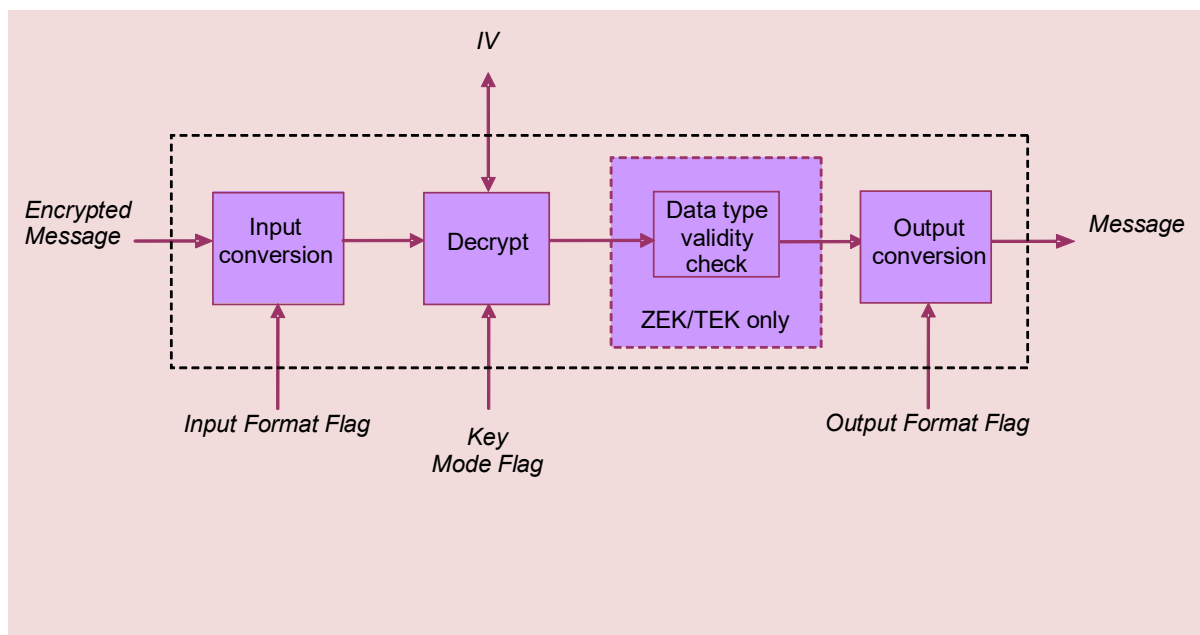 IV
Encrypted
Message
Input
conversion
Decrypt
Data type
validity
check
ZEK/TEK only
Output
conversion
Message
Input Format Flag
Key
Mode Flag
Output Format Flag